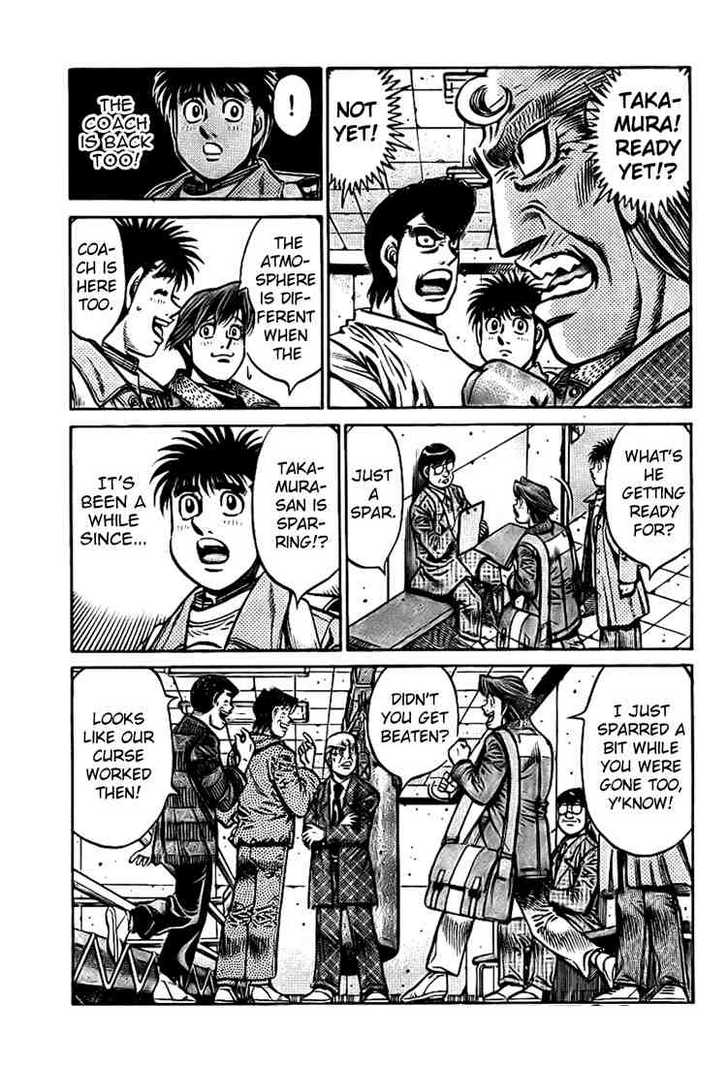 TAKA-
MURA!
READY
YET!?
NOT
YET!
!
THE
COACH
IS BACK
TOO!
THE
ATMO-
SPHERE
IS DIF-
FERENT
WHEN
THE
COA-
CH IS
HERE
TOO.
WHAT'S
HE
GETTING
READY
FOR?
JUST
A
SPAR.
TAKA-
MURA-
SAN IS
SPAR-
RING!?
IT'S
BEEN A
WHILE
SINCE...
I JUST
SPARRED A
BIT WHILE
YOU WERE
GONE TOO,
Y'KNOW!
DIDN'T
YOU GET
BEATEN?
LOOKS
LIKE OUR
CURSE
WORKED
THEN!